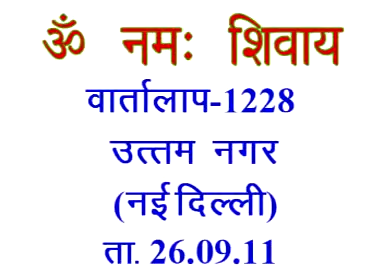 ॐ नमः शिवाय
वार्तालाप-1228
उत्तम नगर
(नई दिल्ली)
ता. 26.09.11